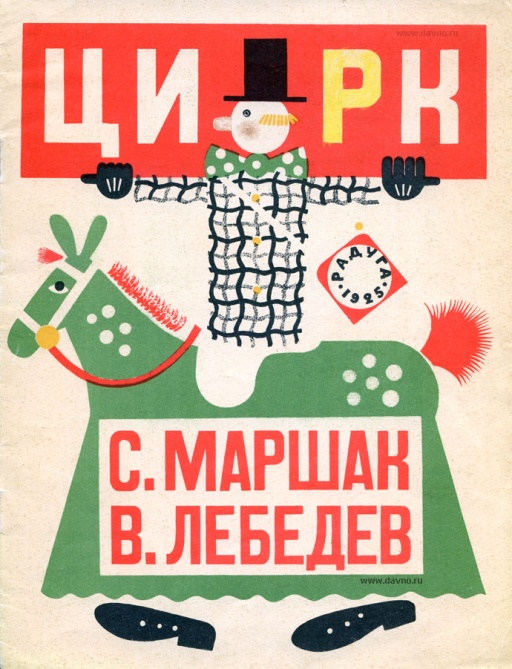 www.davno.ru
ЦИРК
РАДУГА
·1925·
С. МАРШАК
В. ЛЕБЕДЕВ
www.davno.ru